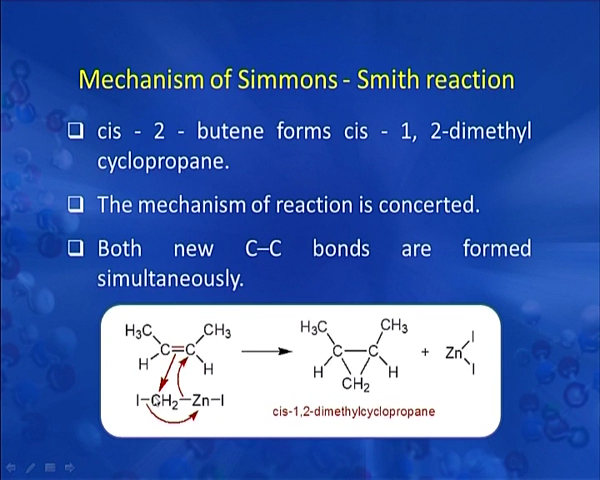 Mechanism of Simmons - Smith reaction
❑ cis - 2 - butene forms cis - 1, 2-dimethyl
cyclopropane.
❑ The mechanism of reaction is concerted.
❑ Both new C–C bonds are formed
simultaneously.
H₃C CH₃ H₃C CH₃
C=C C—C + Zn I I
H H H H
CH₂
I–CH₂–Zn–I
cis-1,2-dimethylcyclopropane